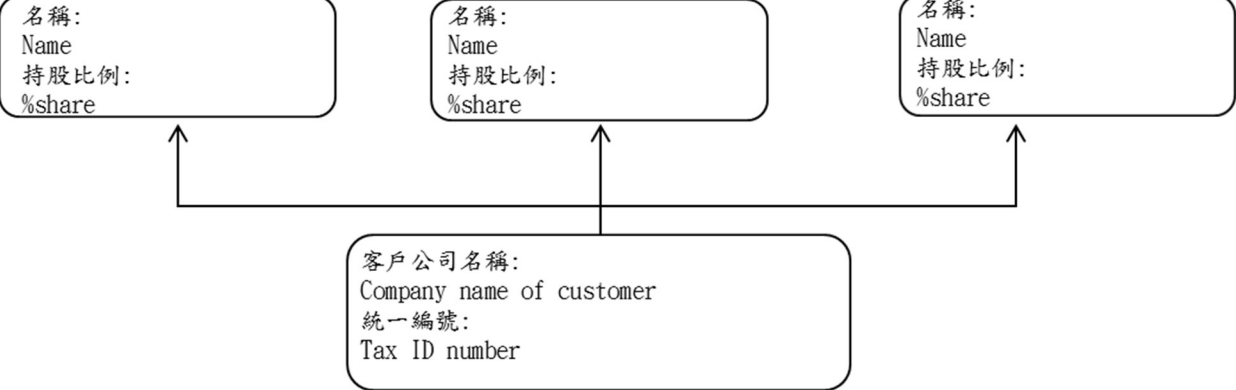 名稱:
Name
持股比例:
%share
名稱:
Name
持股比例:
%share
名稱:
Name
持股比例:
%share
客戶公司名稱:
Company name of customer
統一編號:
Tax ID number